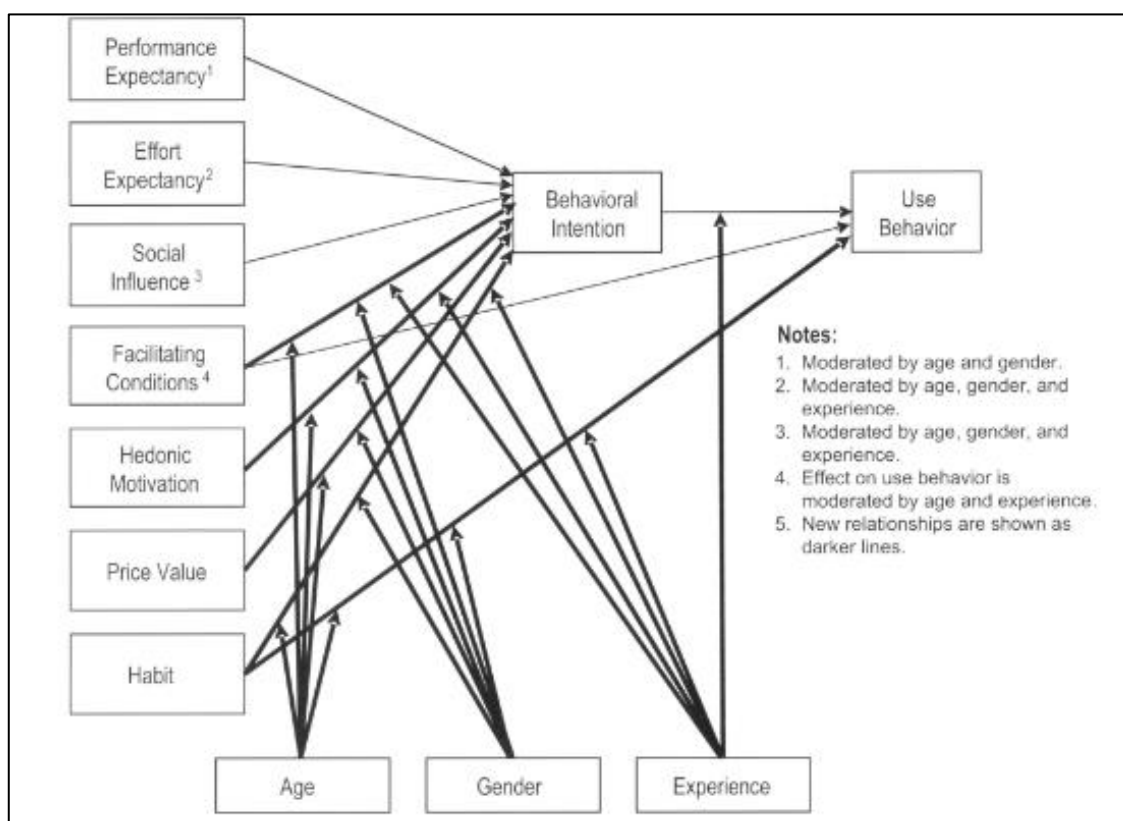 Performance
Expectancy1
Effort
Expectancy2
Social
Influence 3
Facilitating
Conditions 4
Hedonic
Motivation
Price Value
Habit
Behavioral
Intention
Use
Behavior
Notes:
1. Moderated by age and gender.
2. Moderated by age, gender, and
experience.
3. Moderated by age, gender, and
experience.
4. Effect on use behavior is
moderated by age and experience.
5. New relationships are shown as
darker lines.
Age
Gender
Experience